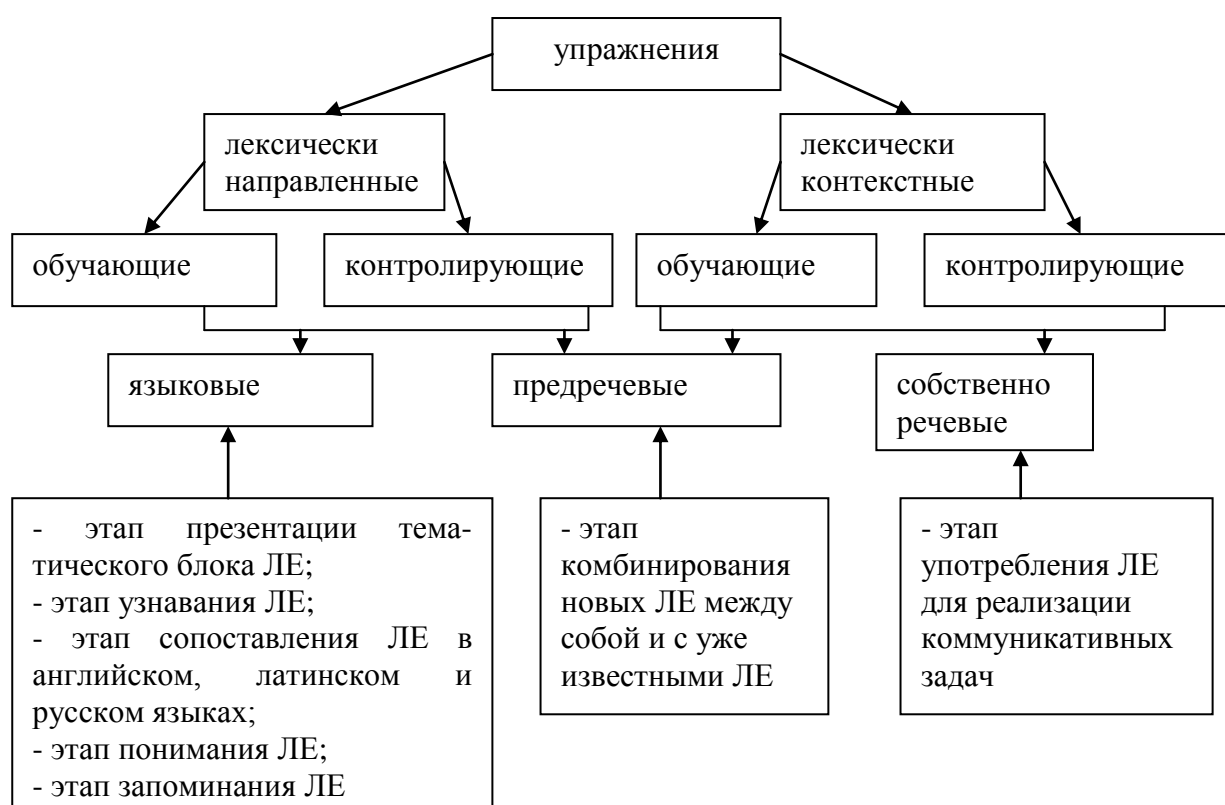 упражнения
лексически
направленные
лексически
контекстные
обучающие
контролирующие
обучающие
контролирующие
языковые
предречевые
собственно
речевые
- этап презентации тема-
тического блока ЛЕ;
- этап узнавания ЛЕ;
- этап сопоставления ЛЕ в
английском, латинском и
русском языках;
- этап понимания ЛЕ;
- этап запоминания ЛЕ
- этап
комбинирования
новых ЛЕ между
собой и с уже
известными ЛЕ
- этап
употребления ЛЕ
для реализации
коммуникативных
задач